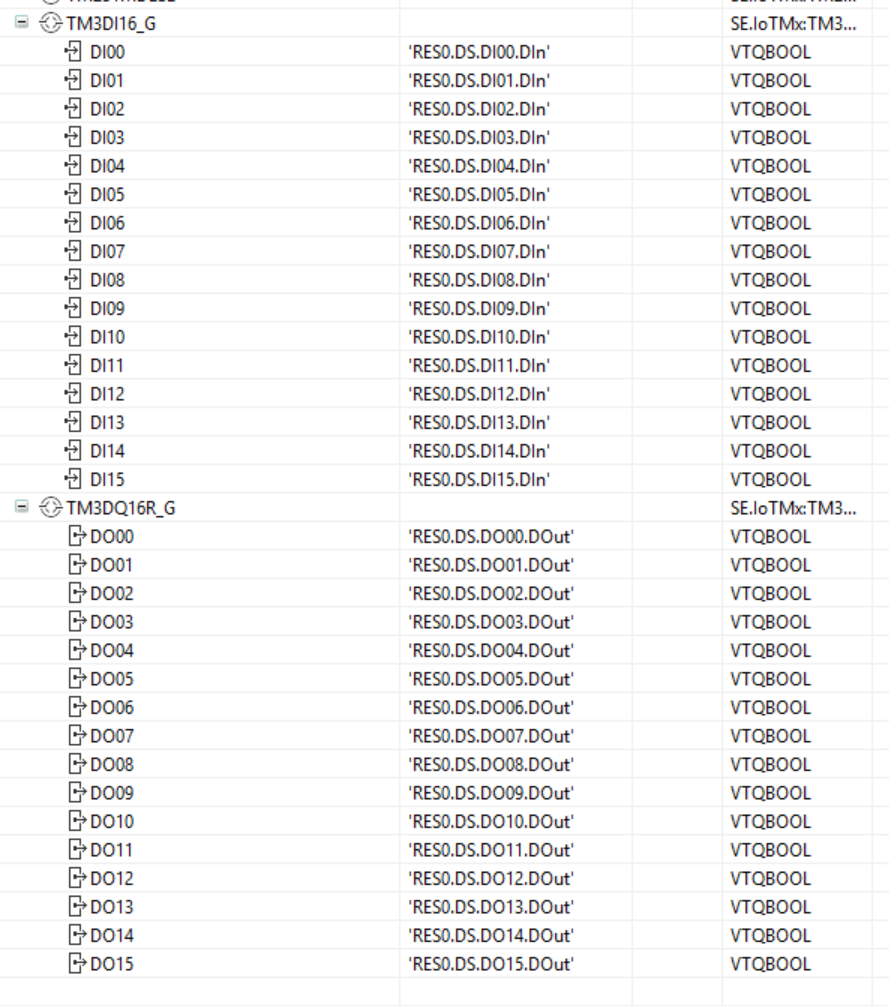 TM3DI16_G SE.IoTMx:TM3...
DI00 'RES0.DS.DI00.DIn' VTQBOOL
DI01 'RES0.DS.DI01.DIn' VTQBOOL
DI02 'RES0.DS.DI02.DIn' VTQBOOL
DI03 'RES0.DS.DI03.DIn' VTQBOOL
DI04 'RES0.DS.DI04.DIn' VTQBOOL
DI05 'RES0.DS.DI05.DIn' VTQBOOL
DI06 'RES0.DS.DI06.DIn' VTQBOOL
DI07 'RES0.DS.DI07.DIn' VTQBOOL
DI08 'RES0.DS.DI08.DIn' VTQBOOL
DI09 'RES0.DS.DI09.DIn' VTQBOOL
DI10 'RES0.DS.DI10.DIn' VTQBOOL
DI11 'RES0.DS.DI11.DIn' VTQBOOL
DI12 'RES0.DS.DI12.DIn' VTQBOOL
DI13 'RES0.DS.DI13.DIn' VTQBOOL
DI14 'RES0.DS.DI14.DIn' VTQBOOL
DI15 'RES0.DS.DI15.DIn' VTQBOOL
TM3DQ16R_G SE.IoTMx:TM3...
DO00 'RES0.DS.DO00.DOut' VTQBOOL
DO01 'RES0.DS.DO01.DOut' VTQBOOL
DO02 'RES0.DS.DO02.DOut' VTQBOOL
DO03 'RES0.DS.DO03.DOut' VTQBOOL
DO04 'RES0.DS.DO04.DOut' VTQBOOL
DO05 'RES0.DS.DO05.DOut' VTQBOOL
DO06 'RES0.DS.DO06.DOut' VTQBOOL
DO07 'RES0.DS.DO07.DOut' VTQBOOL
DO08 'RES0.DS.DO08.DOut' VTQBOOL
DO09 'RES0.DS.DO09.DOut' VTQBOOL
DO10 'RES0.DS.DO10.DOut' VTQBOOL
DO11 'RES0.DS.DO11.DOut' VTQBOOL
DO12 'RES0.DS.DO12.DOut' VTQBOOL
DO13 'RES0.DS.DO13.DOut' VTQBOOL
DO14 'RES0.DS.DO14.DOut' VTQBOOL
DO15 'RES0.DS.DO15.DOut' VTQBOOL